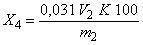 X₄ = 0,031 V₂ K 100 / m₂